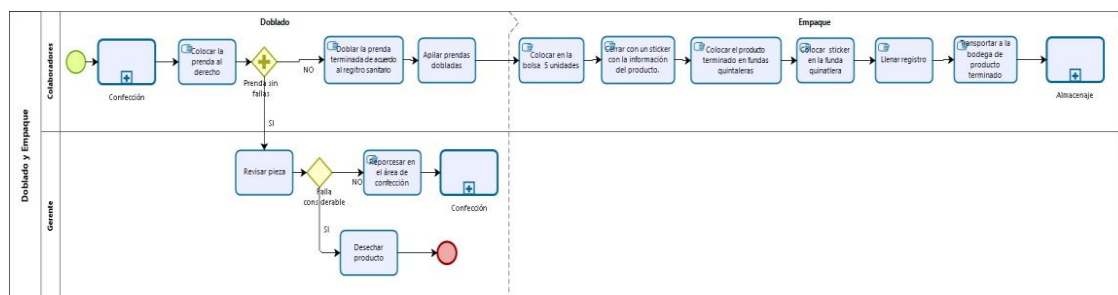 Doblado y Empaque
Colaboradores
Gerente
Doblado
Empaque
Confección
Colocar la
prenda al
derecho
Prenda sin
fallas
NO
SI
Doblar la prenda
terminada de acuerdo
al registro sanitario
Apilar prendas
dobladas
Colocar en la
bolsa 5 unidades
Cerrar con un sticker
con la información
del producto.
Colocar el producto
terminado en fundas
quintaleras
Colocar sticker
en la funda
quinatlera
Llenar registro
Transportar a la
bodega de
producto
terminado
Almacenaje
Revisar pieza
Falla
considerable
NO
SI
Reporcesar en
el área de
confección
Confección
Desechar
producto